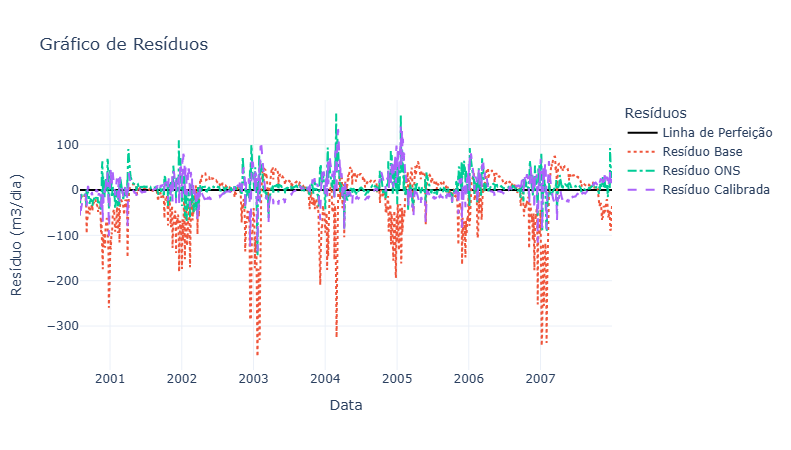 Gráfico de Resíduos
Resíduos
Linha de Perfeição
Resíduo Base
Resíduo ONS
Resíduo Calibrada
Resíduo (m3/dia)
100
0
−100
−200
−300
2001 2002 2003 2004 2005 2006 2007
Data